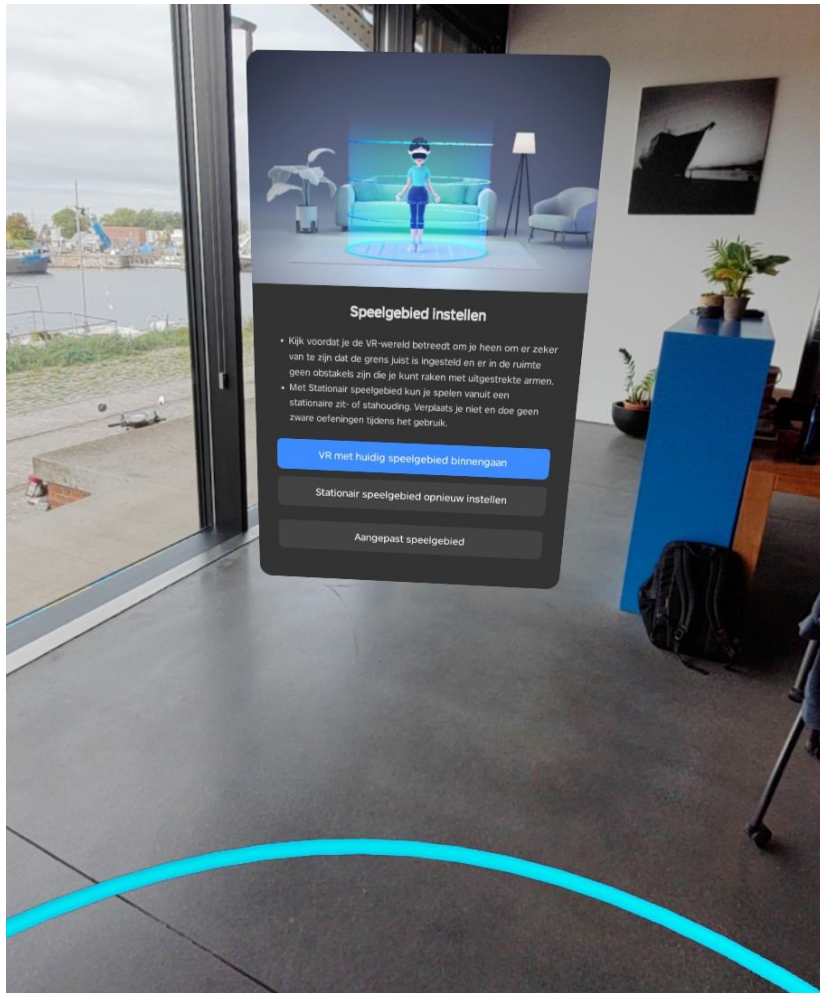 Speelgebied instellen
• Kijk voordat je de VR-wereld betreedt om je heen om er zeker
van te zijn dat de grens juist is ingesteld en er in de ruimte
geen obstakels zijn die je kunt raken met uitgestrekte armen.
• Met Stationair speelgebied kun je spelen vanuit een
stationaire zit- of stahouding. Verplaats je niet en doe geen
zware oefeningen tijdens het gebruik.
VR met huidig speelgebied binnengaan
Stationair speelgebied opnieuw instellen
Aangepast speelgebied